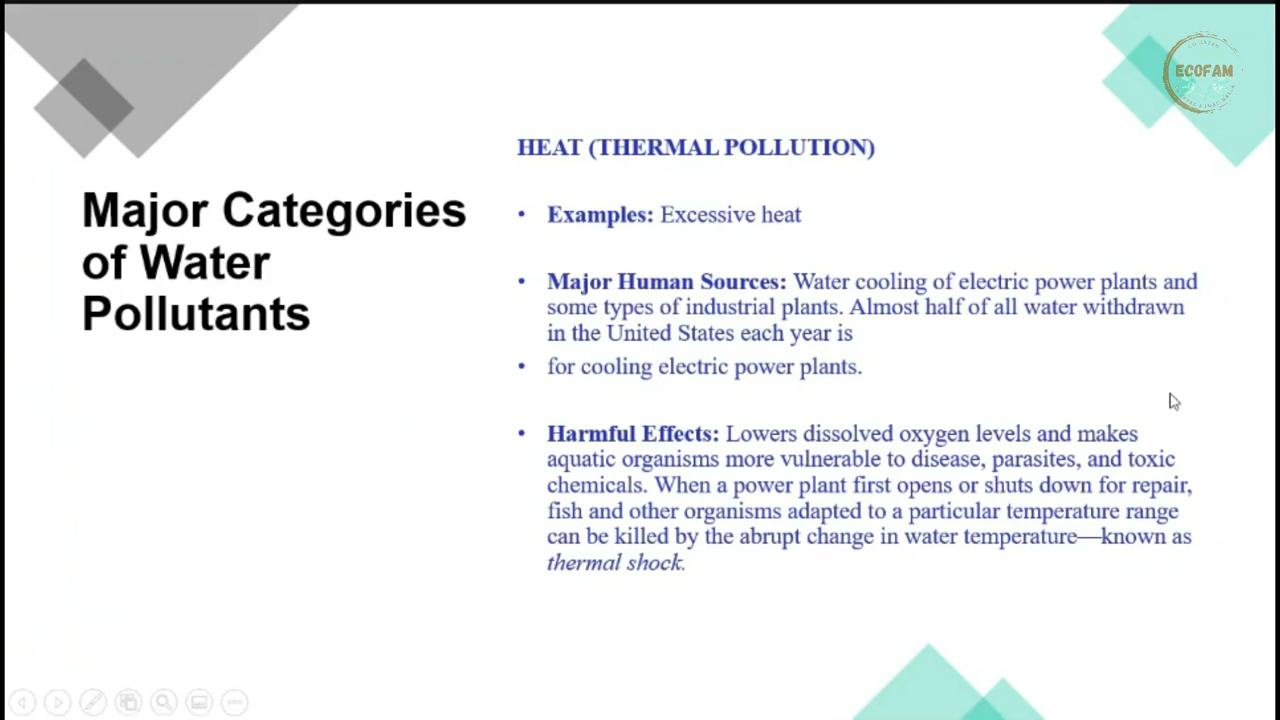 ECOFAM
HEAT (THERMAL POLLUTION)
Major Categories
of Water
Pollutants
• Examples: Excessive heat
• Major Human Sources: Water cooling of electric power plants and
some types of industrial plants. Almost half of all water withdrawn
in the United States each year is
• for cooling electric power plants.
• Harmful Effects: Lowers dissolved oxygen levels and makes
aquatic organisms more vulnerable to disease, parasites, and toxic
chemicals. When a power plant first opens or shuts down for repair,
fish and other organisms adapted to a particular temperature range
can be killed by the abrupt change in water temperature—known as
thermal shock.